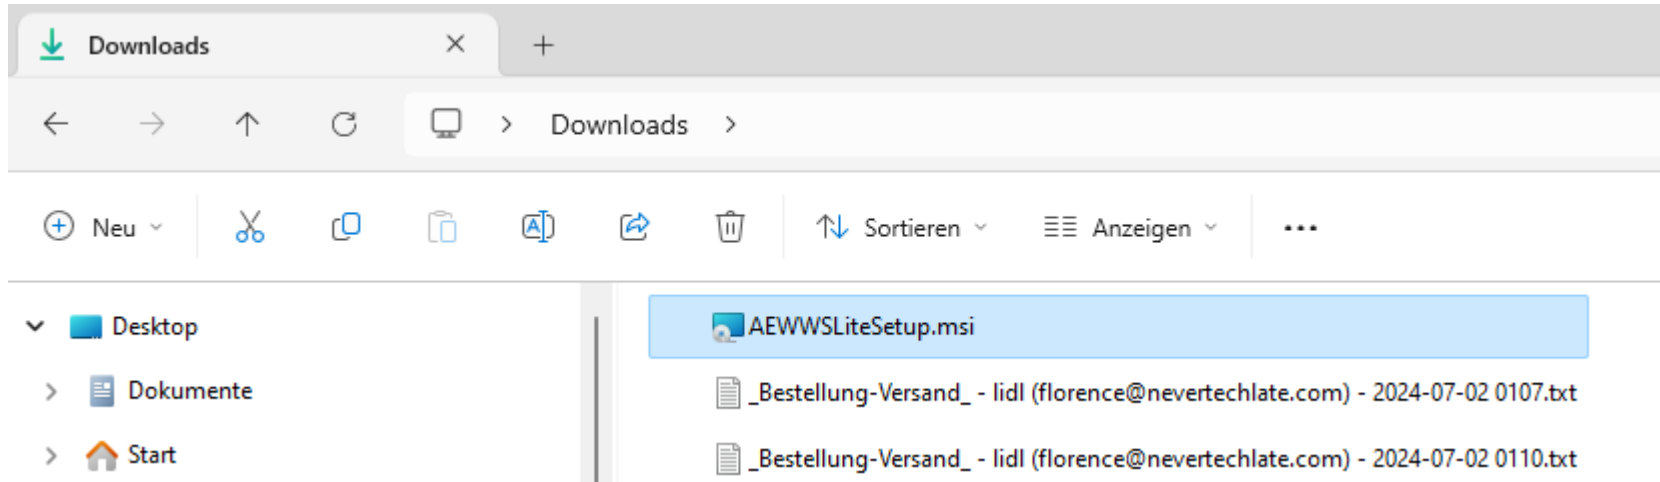 Downloads
Downloads
Neu
Sortieren
Anzeigen
Desktop
Dokumente
Start
AEWWSLiteSetup.msi
_Bestellung-Versand_ - lidl (florence@nevertechlate.com) - 2024-07-02 0107.txt
_Bestellung-Versand_ - lidl (florence@nevertechlate.com) - 2024-07-02 0110.txt